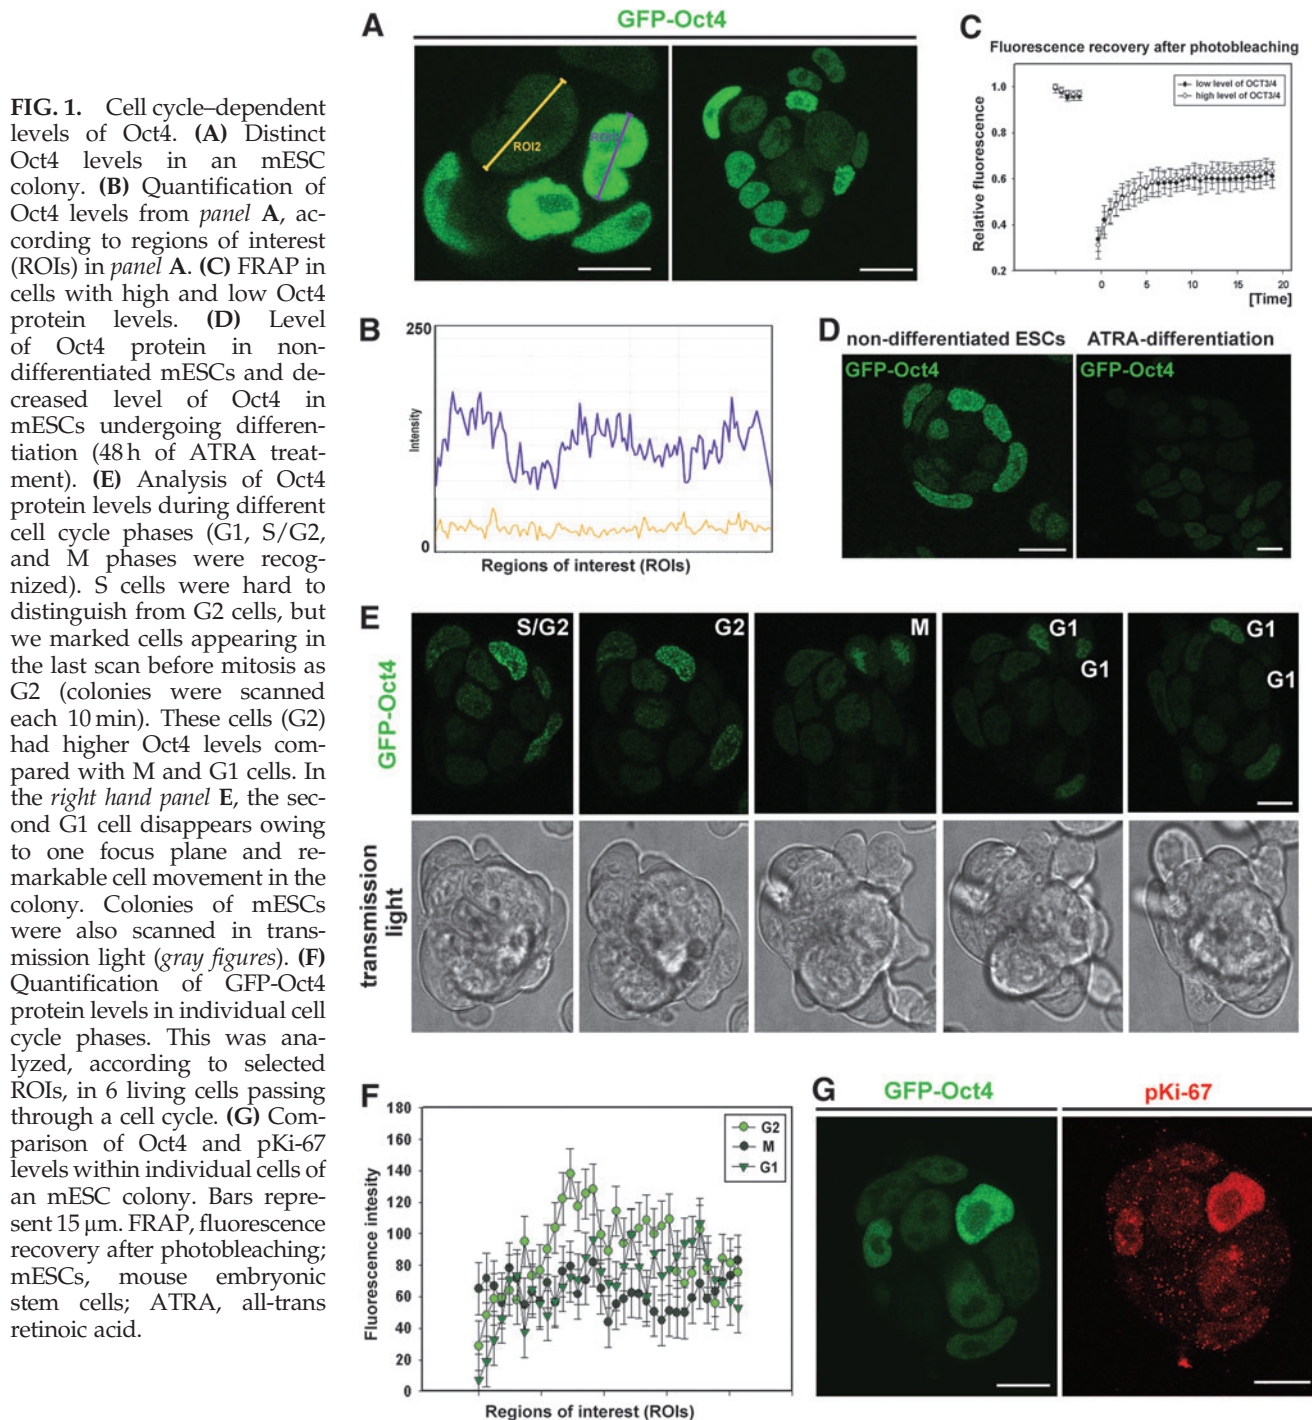 FIG. 1. Cell cycle–dependent
levels of Oct4. (A) Distinct
Oct4 levels in an mESC
colony. (B) Quantification of
Oct4 levels from panel A, ac-
cording to regions of interest
(ROIs) in panel A. (C) FRAP in
cells with high and low Oct4
protein levels. (D) Level
of Oct4 protein in non-
differentiated mESCs and de-
creased level of Oct4 in
mESCs undergoing differen-
tiation (48 h of ATRA treat-
ment). (E) Analysis of Oct4
protein levels during different
cell cycle phases (G1, S/G2,
and M phases were recog-
nized). S cells were hard to
distinguish from G2 cells, but
we marked cells appearing in
the last scan before mitosis as
G2 (colonies were scanned
each 10 min). These cells (G2)
had higher Oct4 levels com-
pared with M and G1 cells. In
the right hand panel E, the sec-
ond G1 cell disappears owing
to one focus plane and re-
markable cell movement in the
colony. Colonies of mESCs
were also scanned in trans-
mission light (gray figures). (F)
Quantification of GFP-Oct4
protein levels in individual cell
cycle phases. This was ana-
lyzed, according to selected
ROIs, in 6 living cells passing
through a cell cycle. (G) Com-
parison of Oct4 and pKi-67
levels within individual cells of
an mESC colony. Bars repre-
sent 15 μm. FRAP, fluorescence
recovery after photobleaching;
mESCs, mouse embryonic
stem cells; ATRA, all-trans
retinoic acid.
A
GFP-Oct4
ROI2
C
Fluorescence recovery after photobleaching
low level of OCT3/4
high level of OCT3/4
Relative fluorescence
1.0
0.8
0.6
0.4
0.2
0 5 10 15 20
[Time]
B
250
Intensity
0
Regions of interest (ROIs)
D
non-differentiated ESCs
ATRA-differentiation
GFP-Oct4
GFP-Oct4
E
GFP-Oct4
S/G2
G2
M
G1
G1
G1
G1
transmission
light
F
Fluorescence intesity
180
160
140
120
100
80
60
40
20
0
G2
M
G1
Regions of interest (ROIs)
G
GFP-Oct4
pKi-67